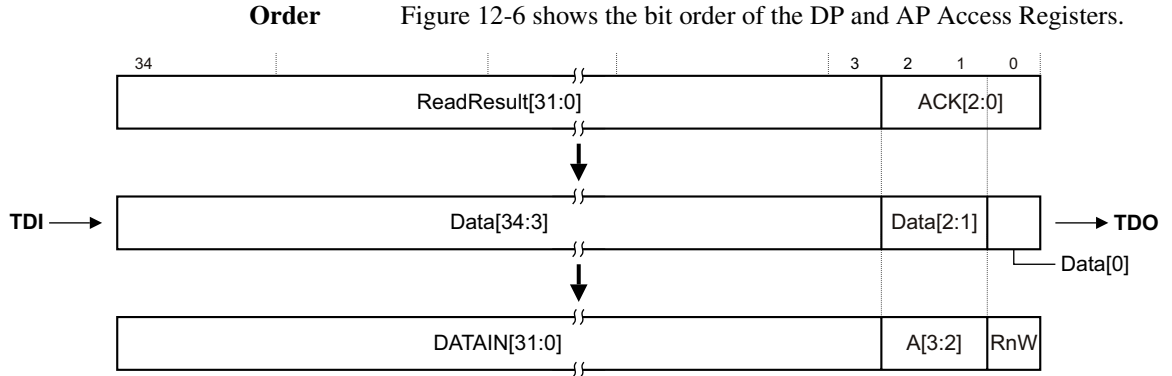 Order Figure 12-6 shows the bit order of the DP and AP Access Registers.
34 3 2 1 0
ReadResult[31:0] ACK[2:0]
TDI Data[34:3] Data[2:1] TDO
Data[0]
DATAIN[31:0] A[3:2] RnW